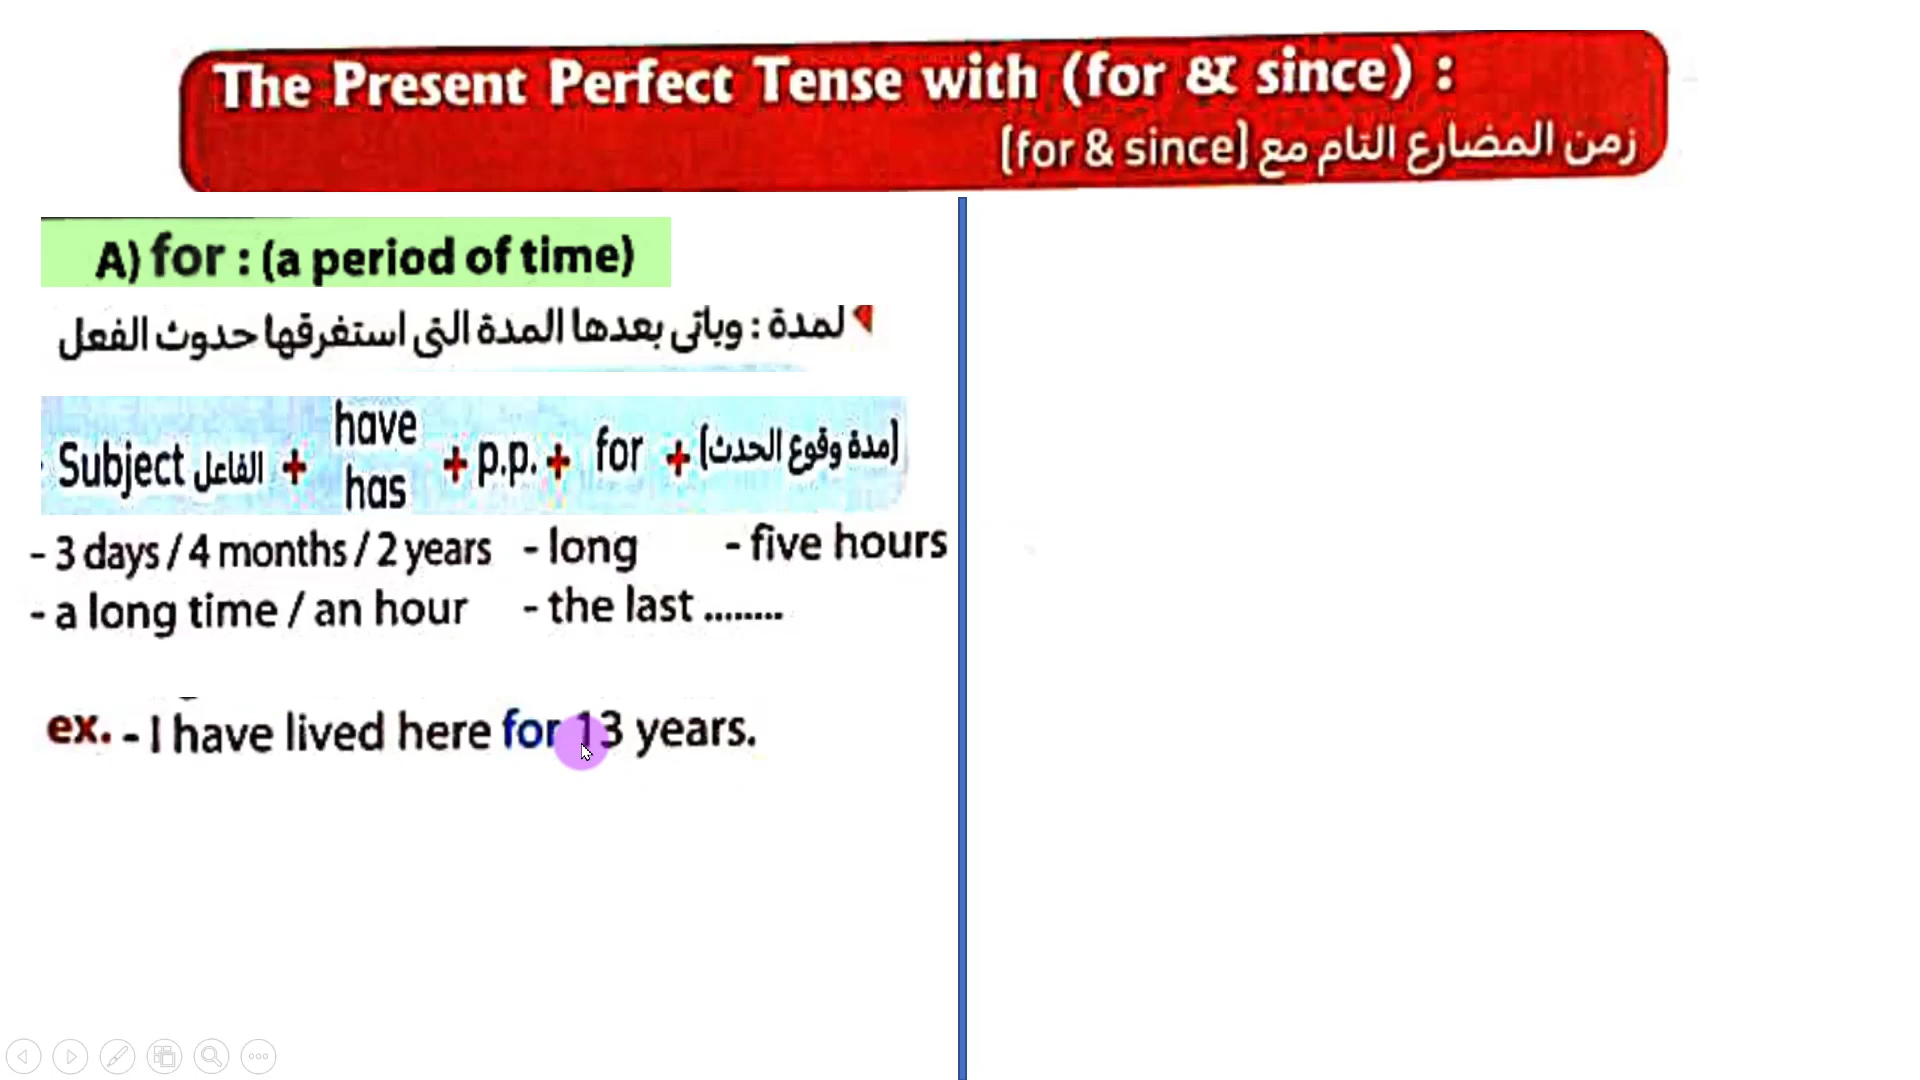 The Present Perfect Tense with (for & since) :
زمن المضارع التام مع (for & since)
A) for : (a period of time)
لمدة : وياتى بعدها المدة التى استغرقها حدوث الفعل
Subject الفاعل + have / has + p.p. + for + (مدة وقوع الحدث)
- 3 days / 4 months / 2 years - long - five hours
- a long time / an hour - the last ........
ex. - I have lived here for 13 years.